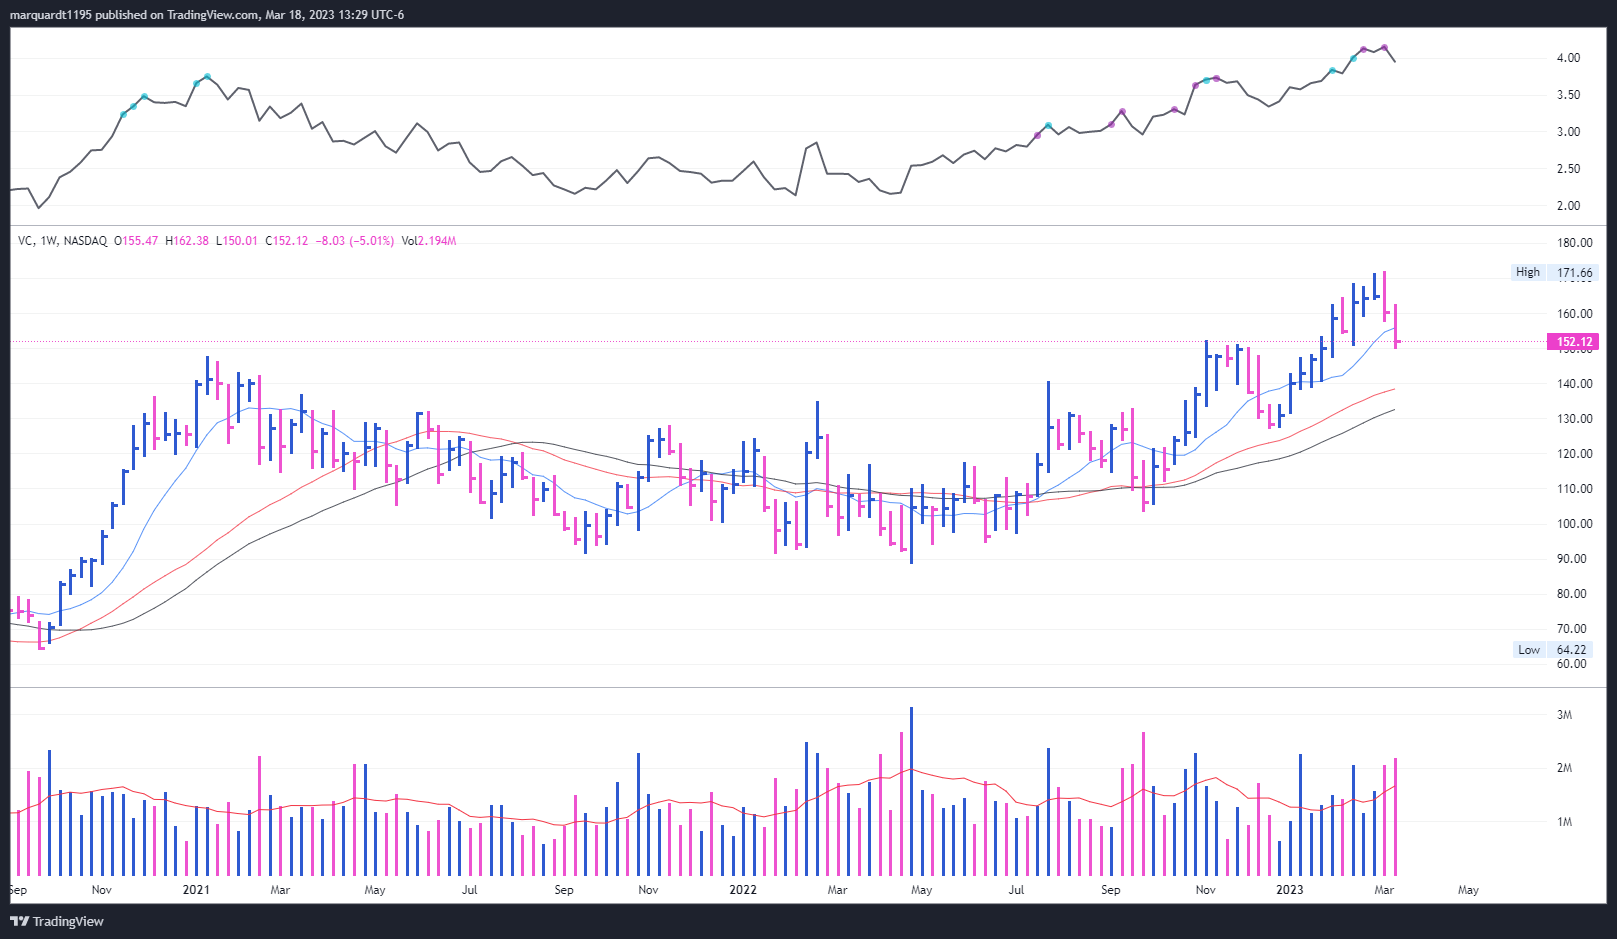 marquardt1195 published on TradingView.com, Mar 18, 2023 13:29 UTC-6
4.00
3.50
3.00
2.50
2.00
VC, 1W, NASDAQ O155.47 H162.38 L150.01 C152.12 −8.03 (−5.01%) Vol2.194M
180.00
High 171.66
160.00
152.12
150.00
140.00
130.00
120.00
110.00
100.00
90.00
80.00
70.00
Low 64.22
60.00
3M
2M
1M
Sep Nov 2021 Mar May Jul Sep Nov 2022 Mar May Jul Sep Nov 2023 Mar May
TradingView